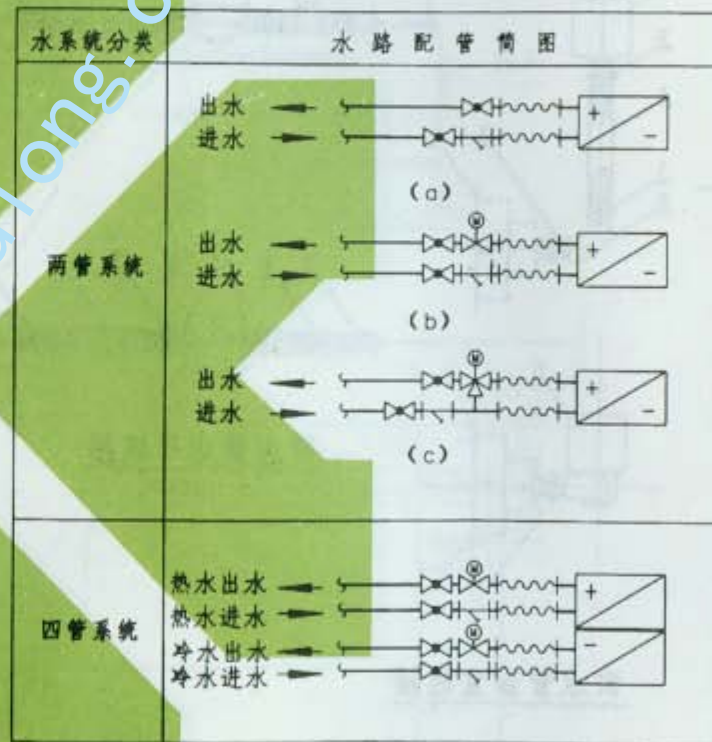 水系统分类 水路配管简图
出水
进水
(a)
M
两管系统
出水
进水
(b)
M
出水
进水
(c)
M
四管系统
热水出水
热水进水
M
冷水出水
冷水进水